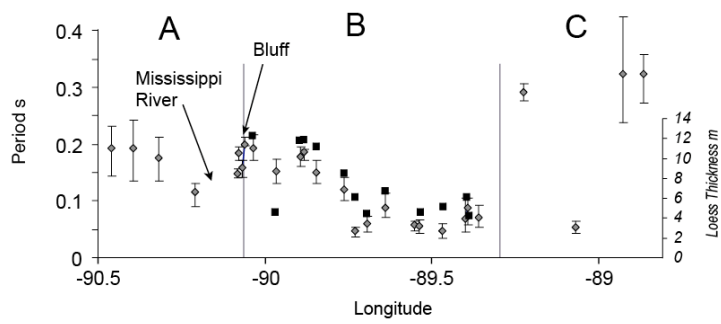 A
B
C
Bluff
Mississippi
River
Period s
0.4
0.3
0.2
0.1
0
-90.5
-90
-89.5
-89
Longitude
14
12
10
8
6
4
2
0
Loess Thickness m